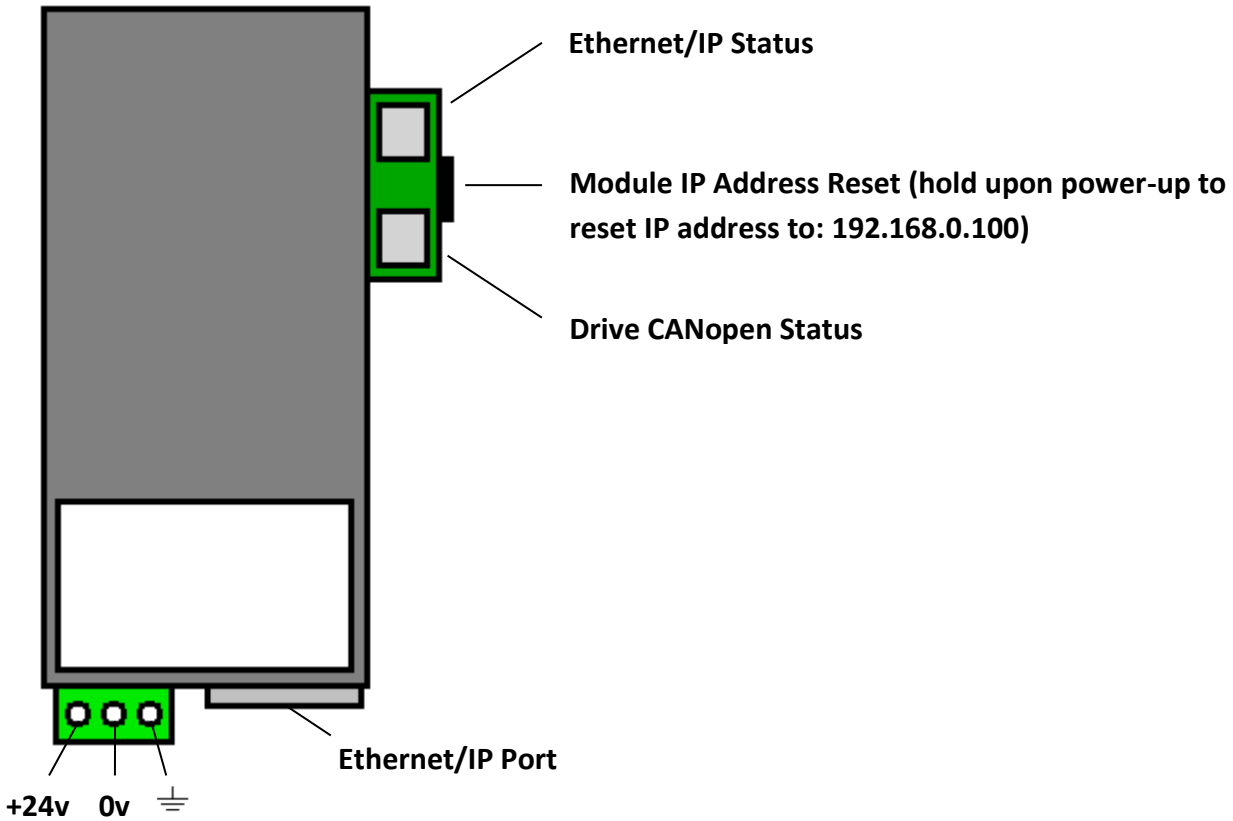 Ethernet/IP Status
Module IP Address Reset (hold upon power-up to
reset IP address to: 192.168.0.100)
Drive CANopen Status
Ethernet/IP Port
+24v 0v